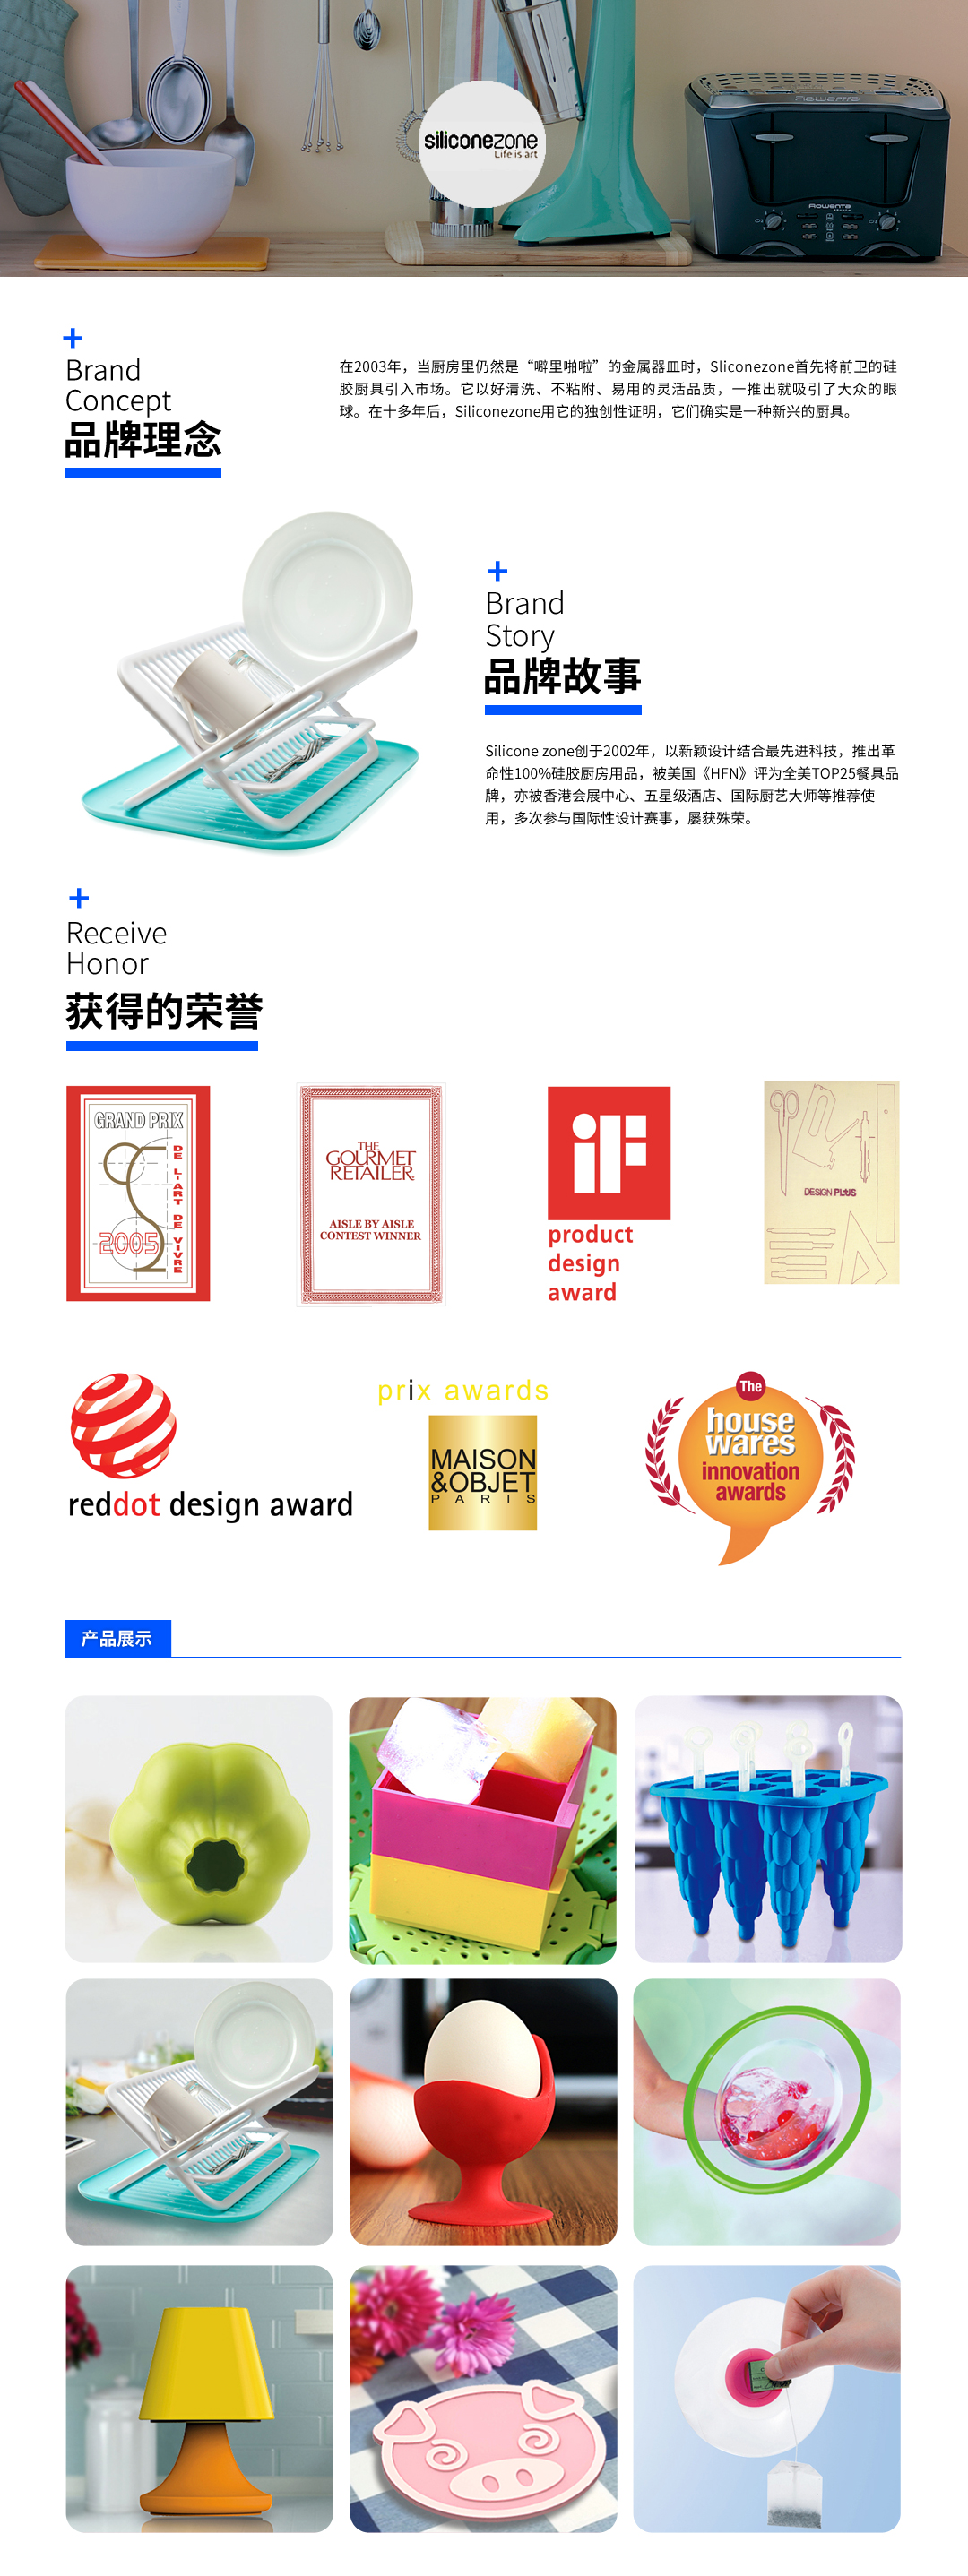 siliconezone
Life is art
Rowenta
Rowenta
Brand
Concept
品牌理念
在2003年，当厨房里仍然是“噼里啪啦”的金属器皿时，Sliconezone首先将前卫的硅
胶厨具引入市场。它以好清洗、不粘附、易用的灵活品质，一推出就吸引了大众的眼
球。在十多年后，Siliconezone用它的独创性证明，它们确实是一种新兴的厨具。
Brand
Story
品牌故事
Silicone zone创于2002年，以新颖设计结合最先进科技，推出革
命性100%硅胶厨房用品，被美国《HFN》评为全美TOP25餐具品
牌，亦被香港会展中心、五星级酒店、国际厨艺大师等推荐使
用，多次参与国际性设计赛事，屡获殊荣。
Receive
Honor
获得的荣誉
GRAND PRIX
DE L'ART DE VIVRE
2005
THE
GOURMET
RETAILER
AISLE BY AISLE
CONTEST WINNER
iF
product
design
award
DESIGN PLUS
reddot design award
prix awards
MAISON
&OBJET
PARIS
The
house
wares
innovation
awards
产品展示